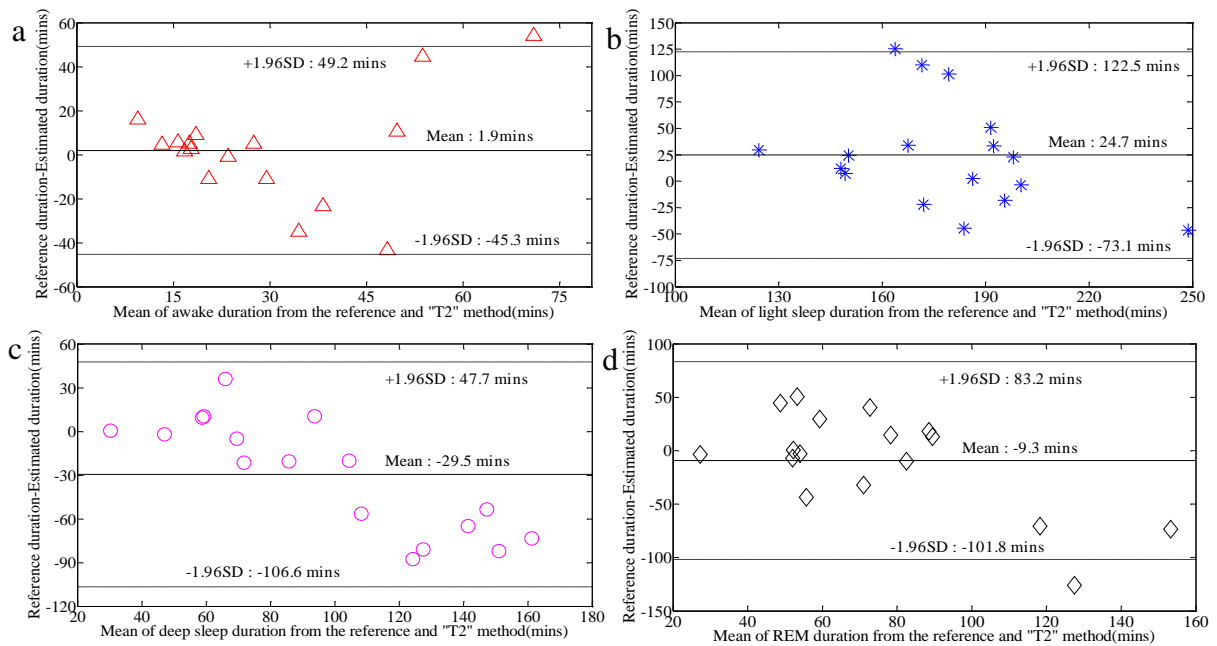 a
Reference duration-Estimated duration(mins)
60
40
20
0
-20
-40
-60
+1.96SD : 49.2 mins
Mean : 1.9mins
-1.96SD : -45.3 mins
0
15
30
45
60
75
Mean of awake duration from the reference and "T2" method(mins)
b
Reference duration-Estimated duration(mins)
150
125
100
75
50
25
0
-25
-50
-75
-100
+1.96SD : 122.5 mins
Mean : 24.7 mins
-1.96SD : -73.1 mins
100
130
160
190
220
250
Mean of light sleep duration from the reference and "T2" method(mins)
c
Reference duration-Estimated duration(mins)
60
30
0
-30
-60
-90
-120
+1.96SD : 47.7 mins
Mean : -29.5 mins
-1.96SD : -106.6 mins
20
40
60
80
100
120
140
160
180
Mean of deep sleep duration from the reference and "T2" method(mins)
d
Reference duration-Estimated duration(mins)
100
50
0
-50
-100
-150
+1.96SD : 83.2 mins
Mean : -9.3 mins
-1.96SD : -101.8 mins
20
40
60
80
100
120
140
160
Mean of REM duration from the reference and "T2" method(mins)